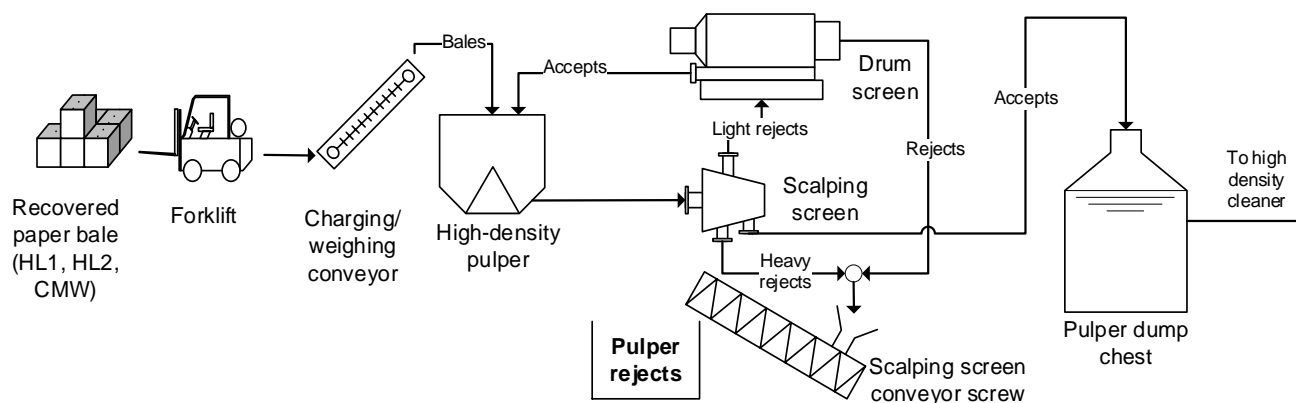 Recovered
paper bale
(HL1, HL2,
CMW)
Forklift
Charging/
weighing
conveyor
Bales
High-density
pulper
Accepts
Drum
screen
Light rejects
Scalping
screen
Rejects
Heavy
rejects
Pulper
rejects
Scalping screen
conveyor screw
Accepts
Pulper dump
chest
To high
density
cleaner